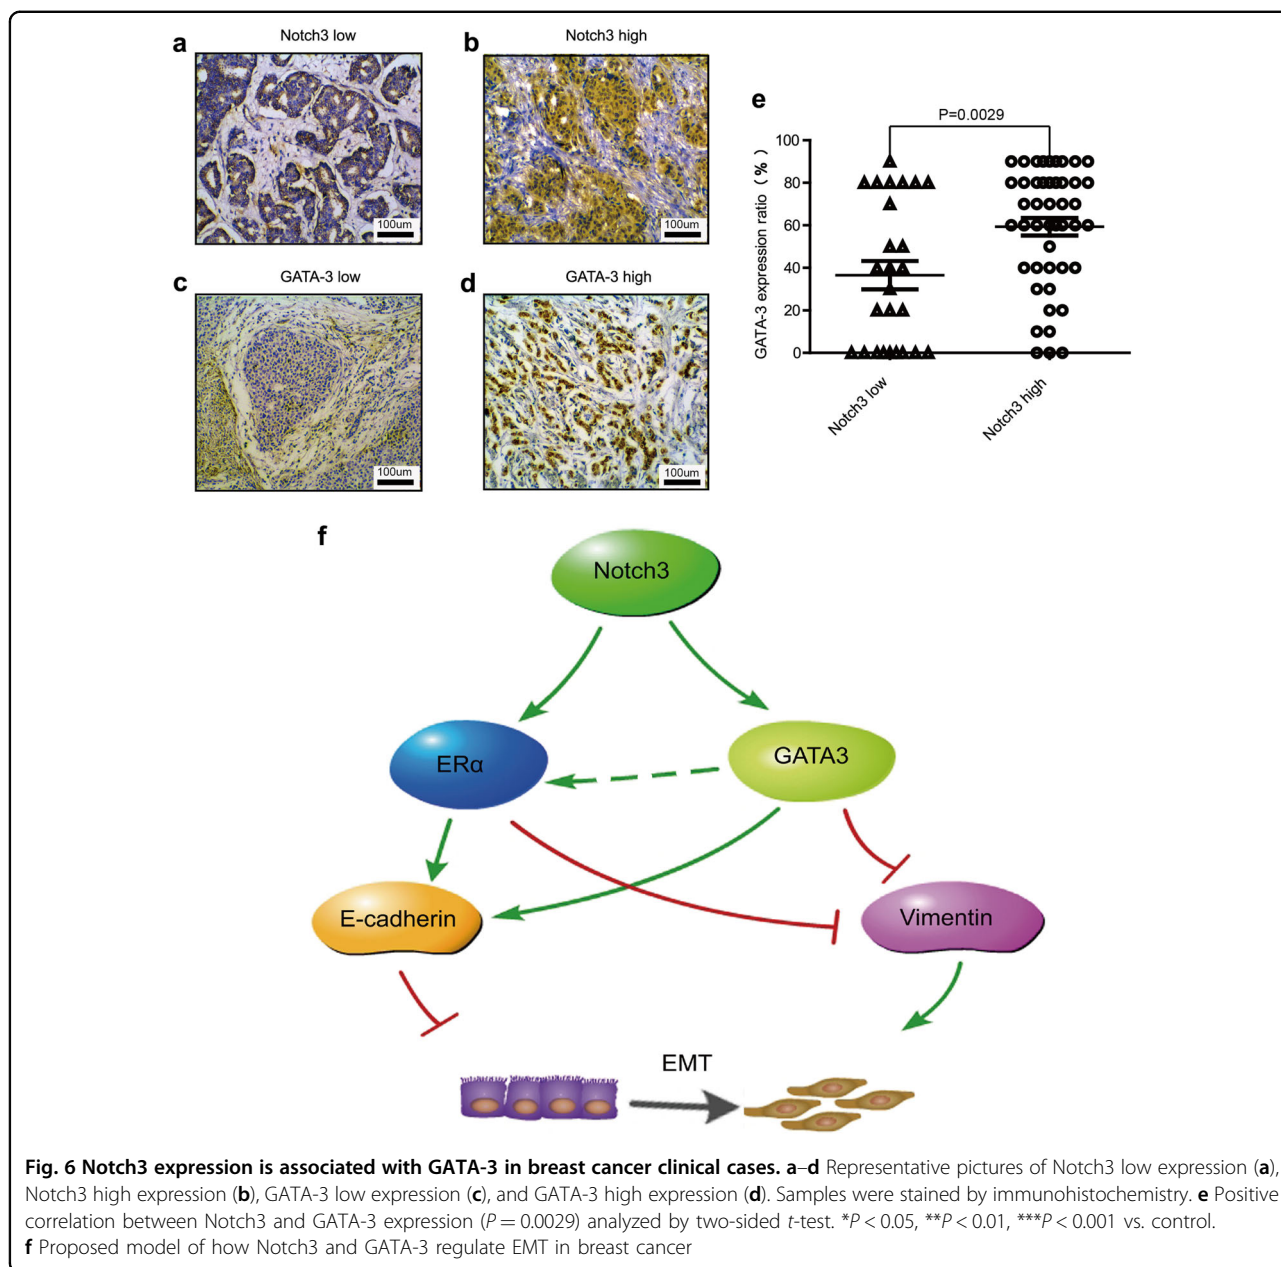 a
Notch3 low
b
Notch3 high
100um
100um
c
GATA-3 low
d
GATA-3 high
100um
100um
e
P=0.0029
GATA-3 expression ratio (%)
100
80
60
40
20
0
Notch3 low
Notch3 high
f
Notch3
ERα
GATA3
E-cadherin
Vimentin
EMT
Fig. 6 Notch3 expression is associated with GATA-3 in breast cancer clinical cases. a–d Representative pictures of Notch3 low expression (a),
Notch3 high expression (b), GATA-3 low expression (c), and GATA-3 high expression (d). Samples were stained by immunohistochemistry. e Positive
correlation between Notch3 and GATA-3 expression (P = 0.0029) analyzed by two-sided t-test. *P < 0.05, **P < 0.01, ***P < 0.001 vs. control.
f Proposed model of how Notch3 and GATA-3 regulate EMT in breast cancer